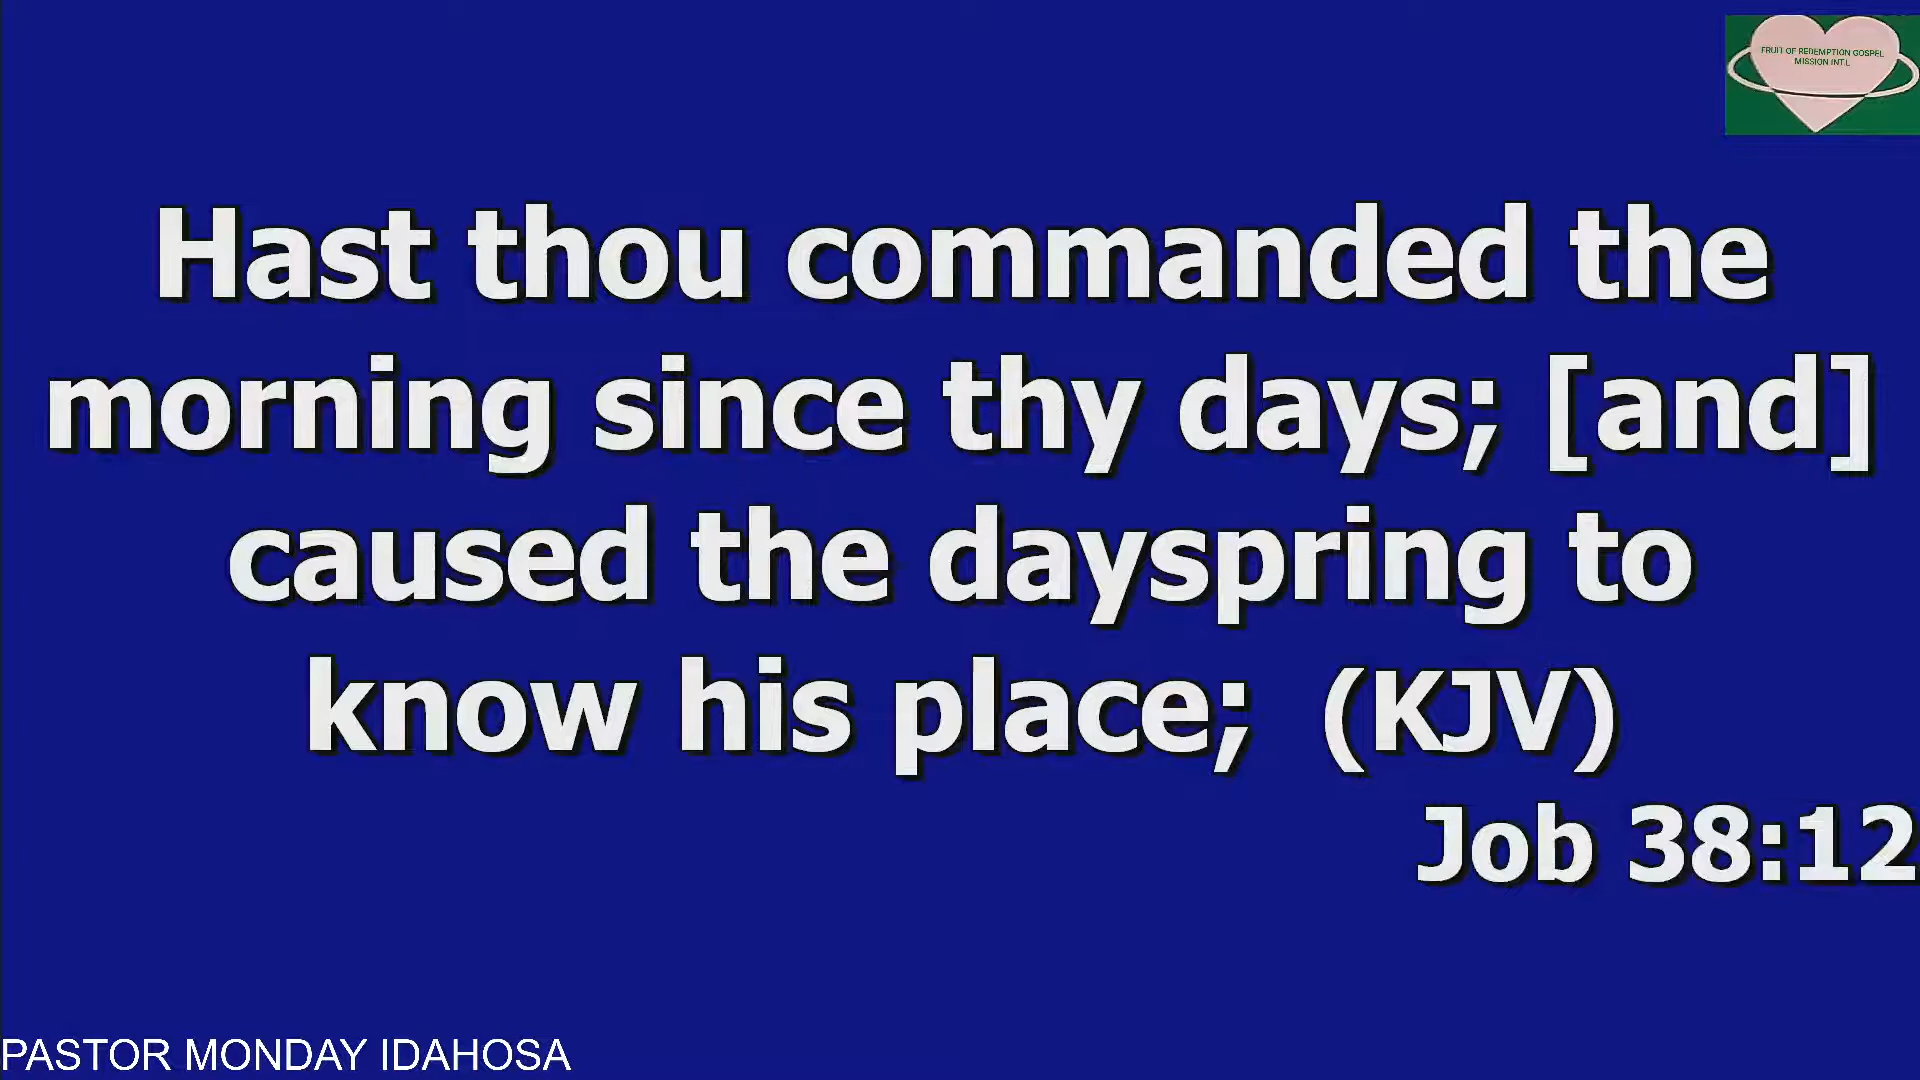 FRUIT OF REDEMPTION GOSPEL
MISSION INT.L
Hast thou commanded the
morning since thy days; [and]
caused the dayspring to
know his place;  (KJV)
Job 38:12
PASTOR MONDAY IDAHOSA